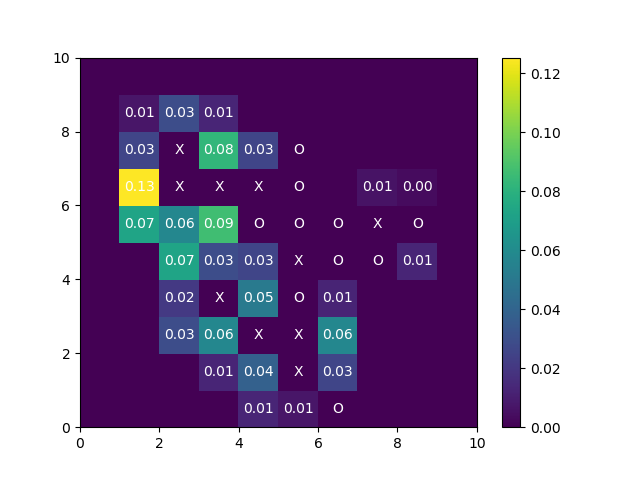 10
0.01 0.03 0.01
8
0.12
0.03 X 0.08 0.03 O
0.10
0.13 X X X O 0.01 0.00
6
0.08
0.07 0.06 0.09 O O O X O
0.06
0.07 0.03 0.03 X O O 0.01
4
0.02 X 0.05 O 0.01
0.04
0.03 0.06 X X 0.06
2
0.02
0.01 0.04 X 0.03
0.01 0.01 O
0
0.00
0 2 4 6 8 10